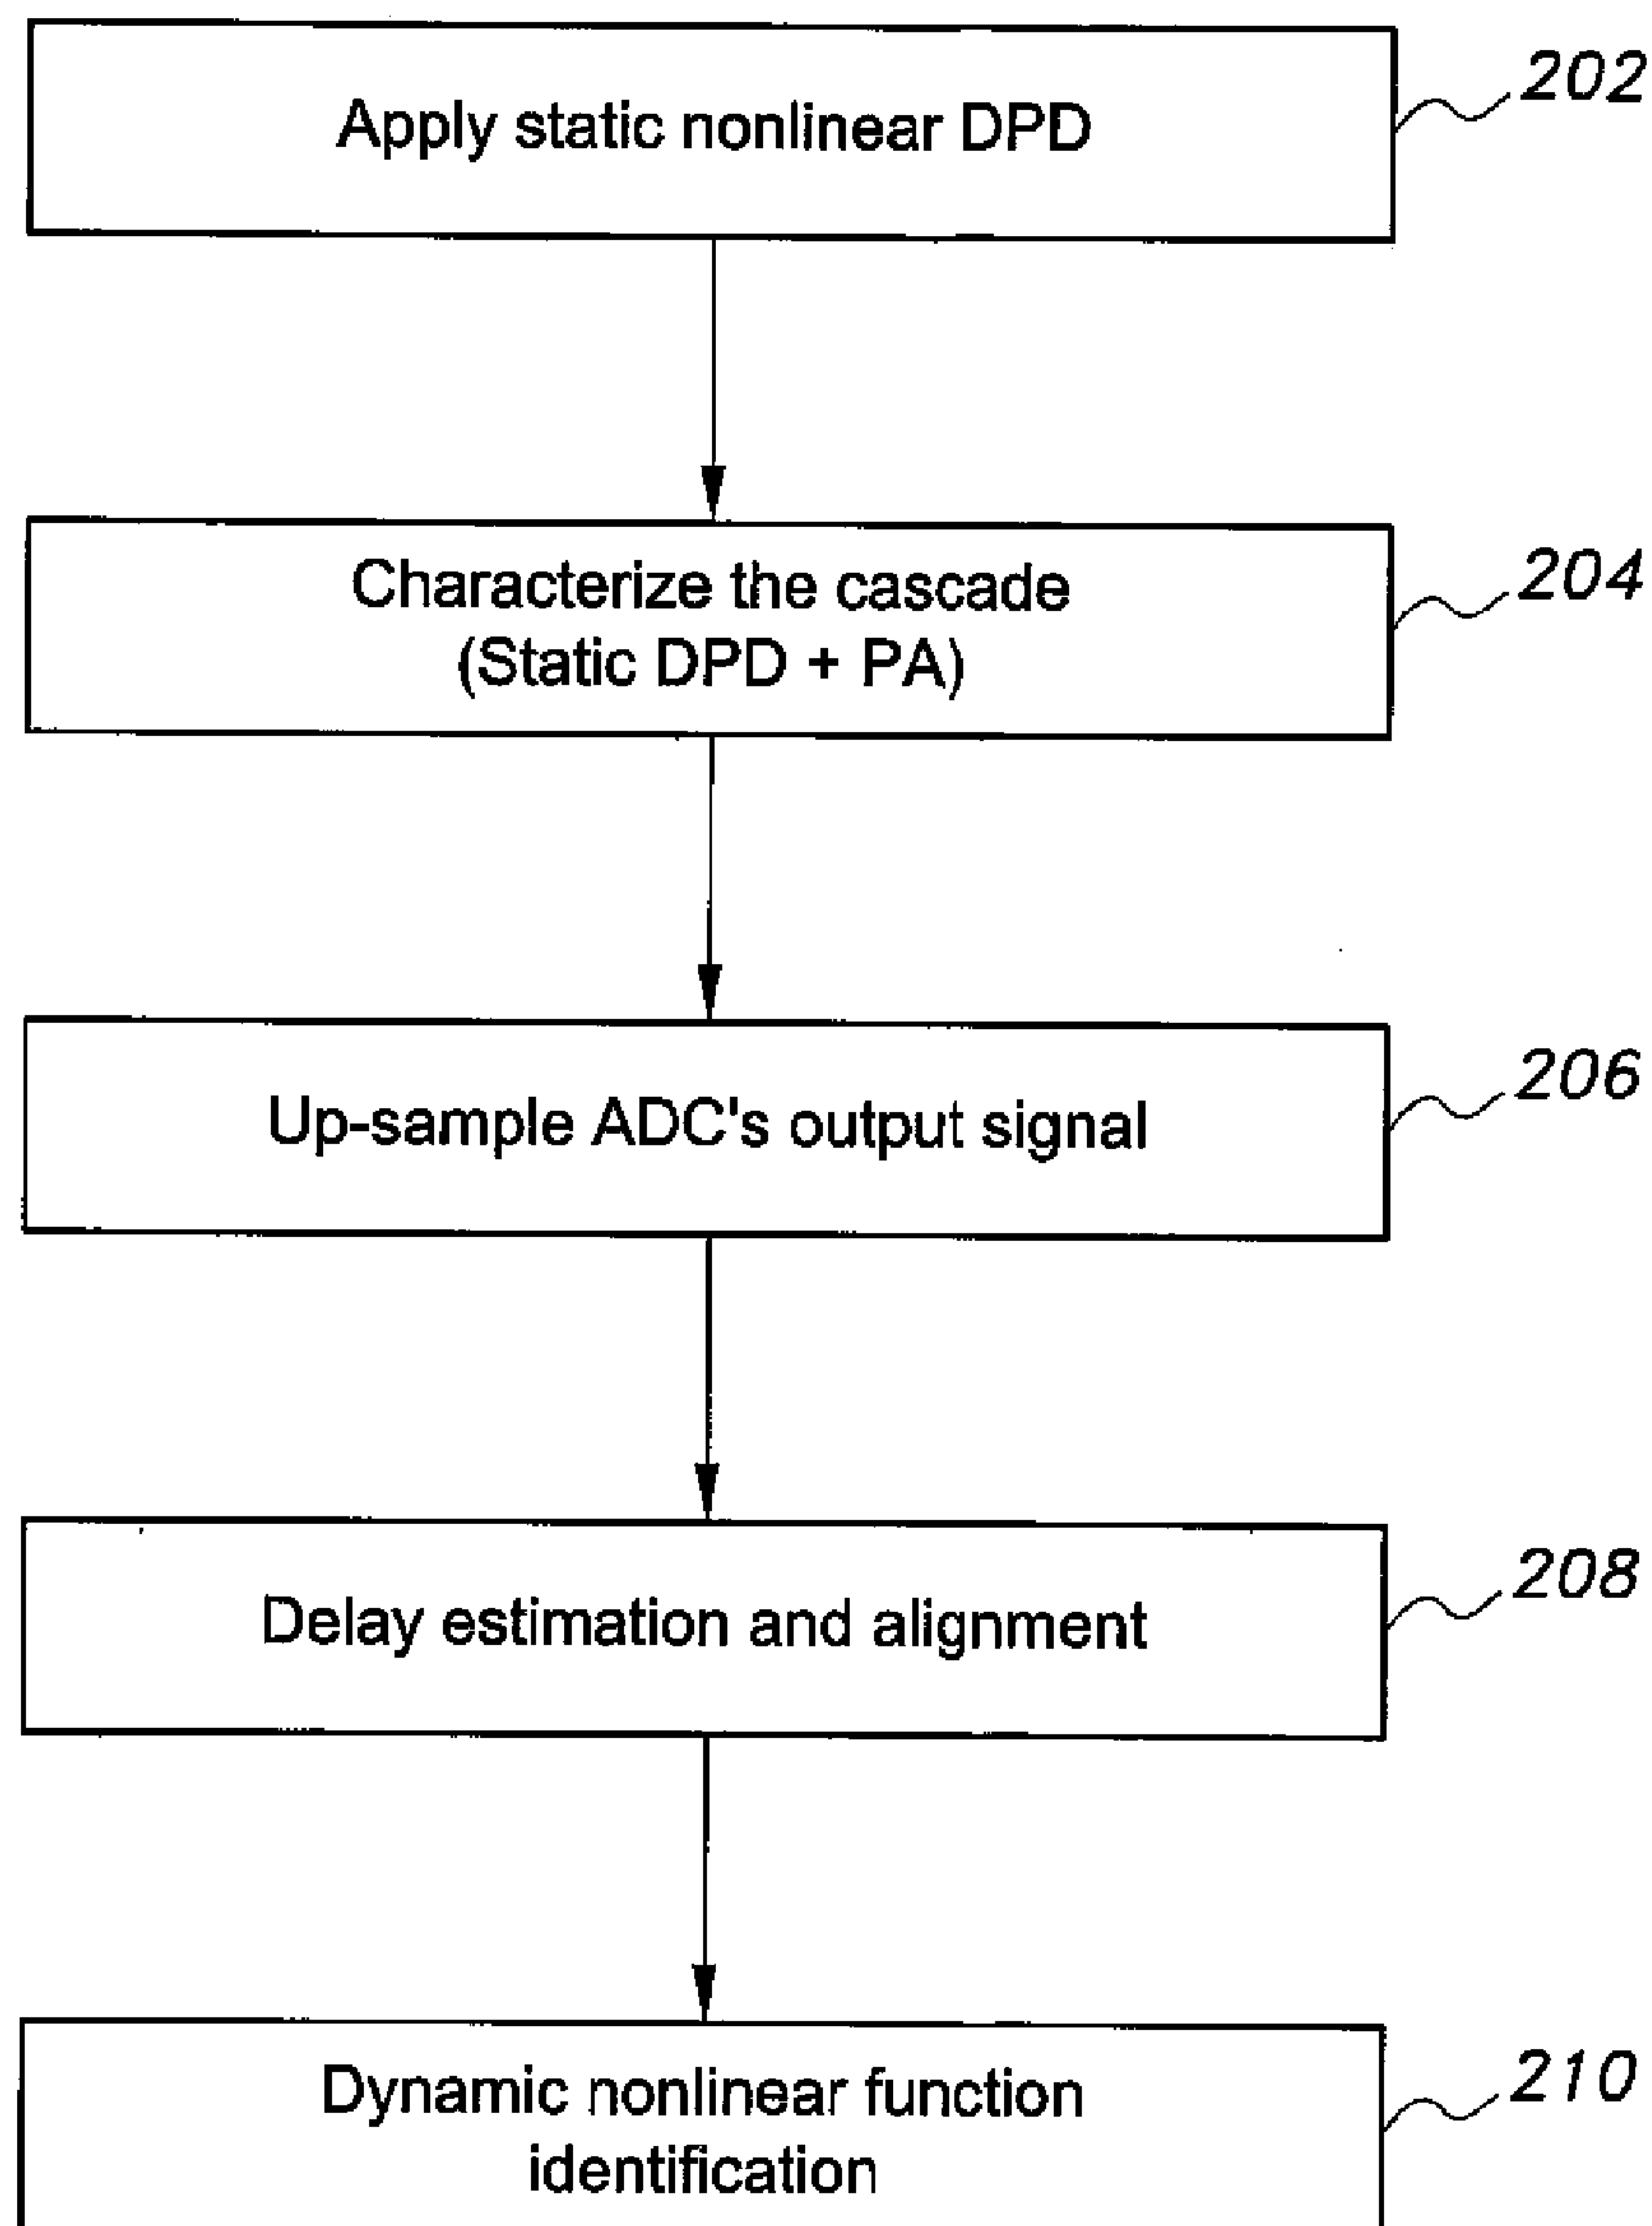 Apply static nonlinear DPD
202
Characterize the cascade
(Static DPD + PA)
204
Up-sample ADC's output signal
206
Delay estimation and alignment
208
Dynamic nonlinear function
identification
210